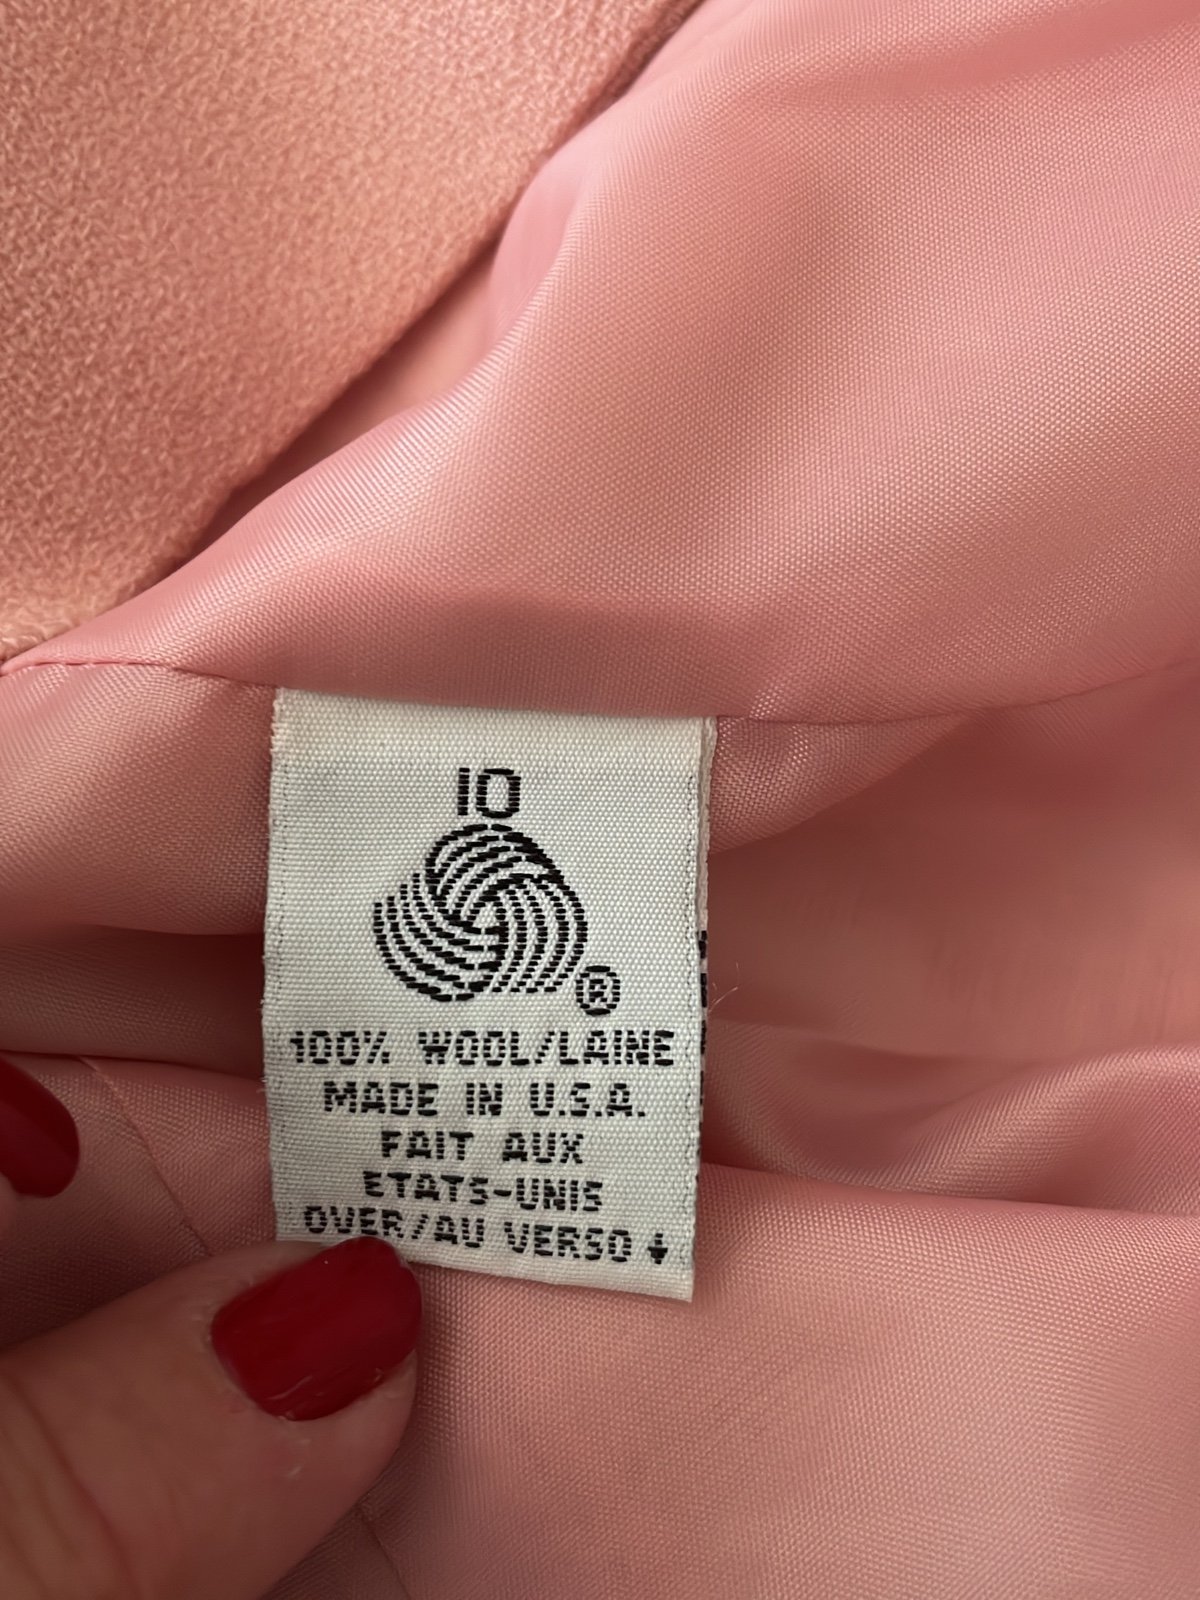 10
®
100% WOOL/LAINE
MADE IN U.S.A.
FAIT AUX
ETATS-UNIS
OVER/AU VERSO ↓